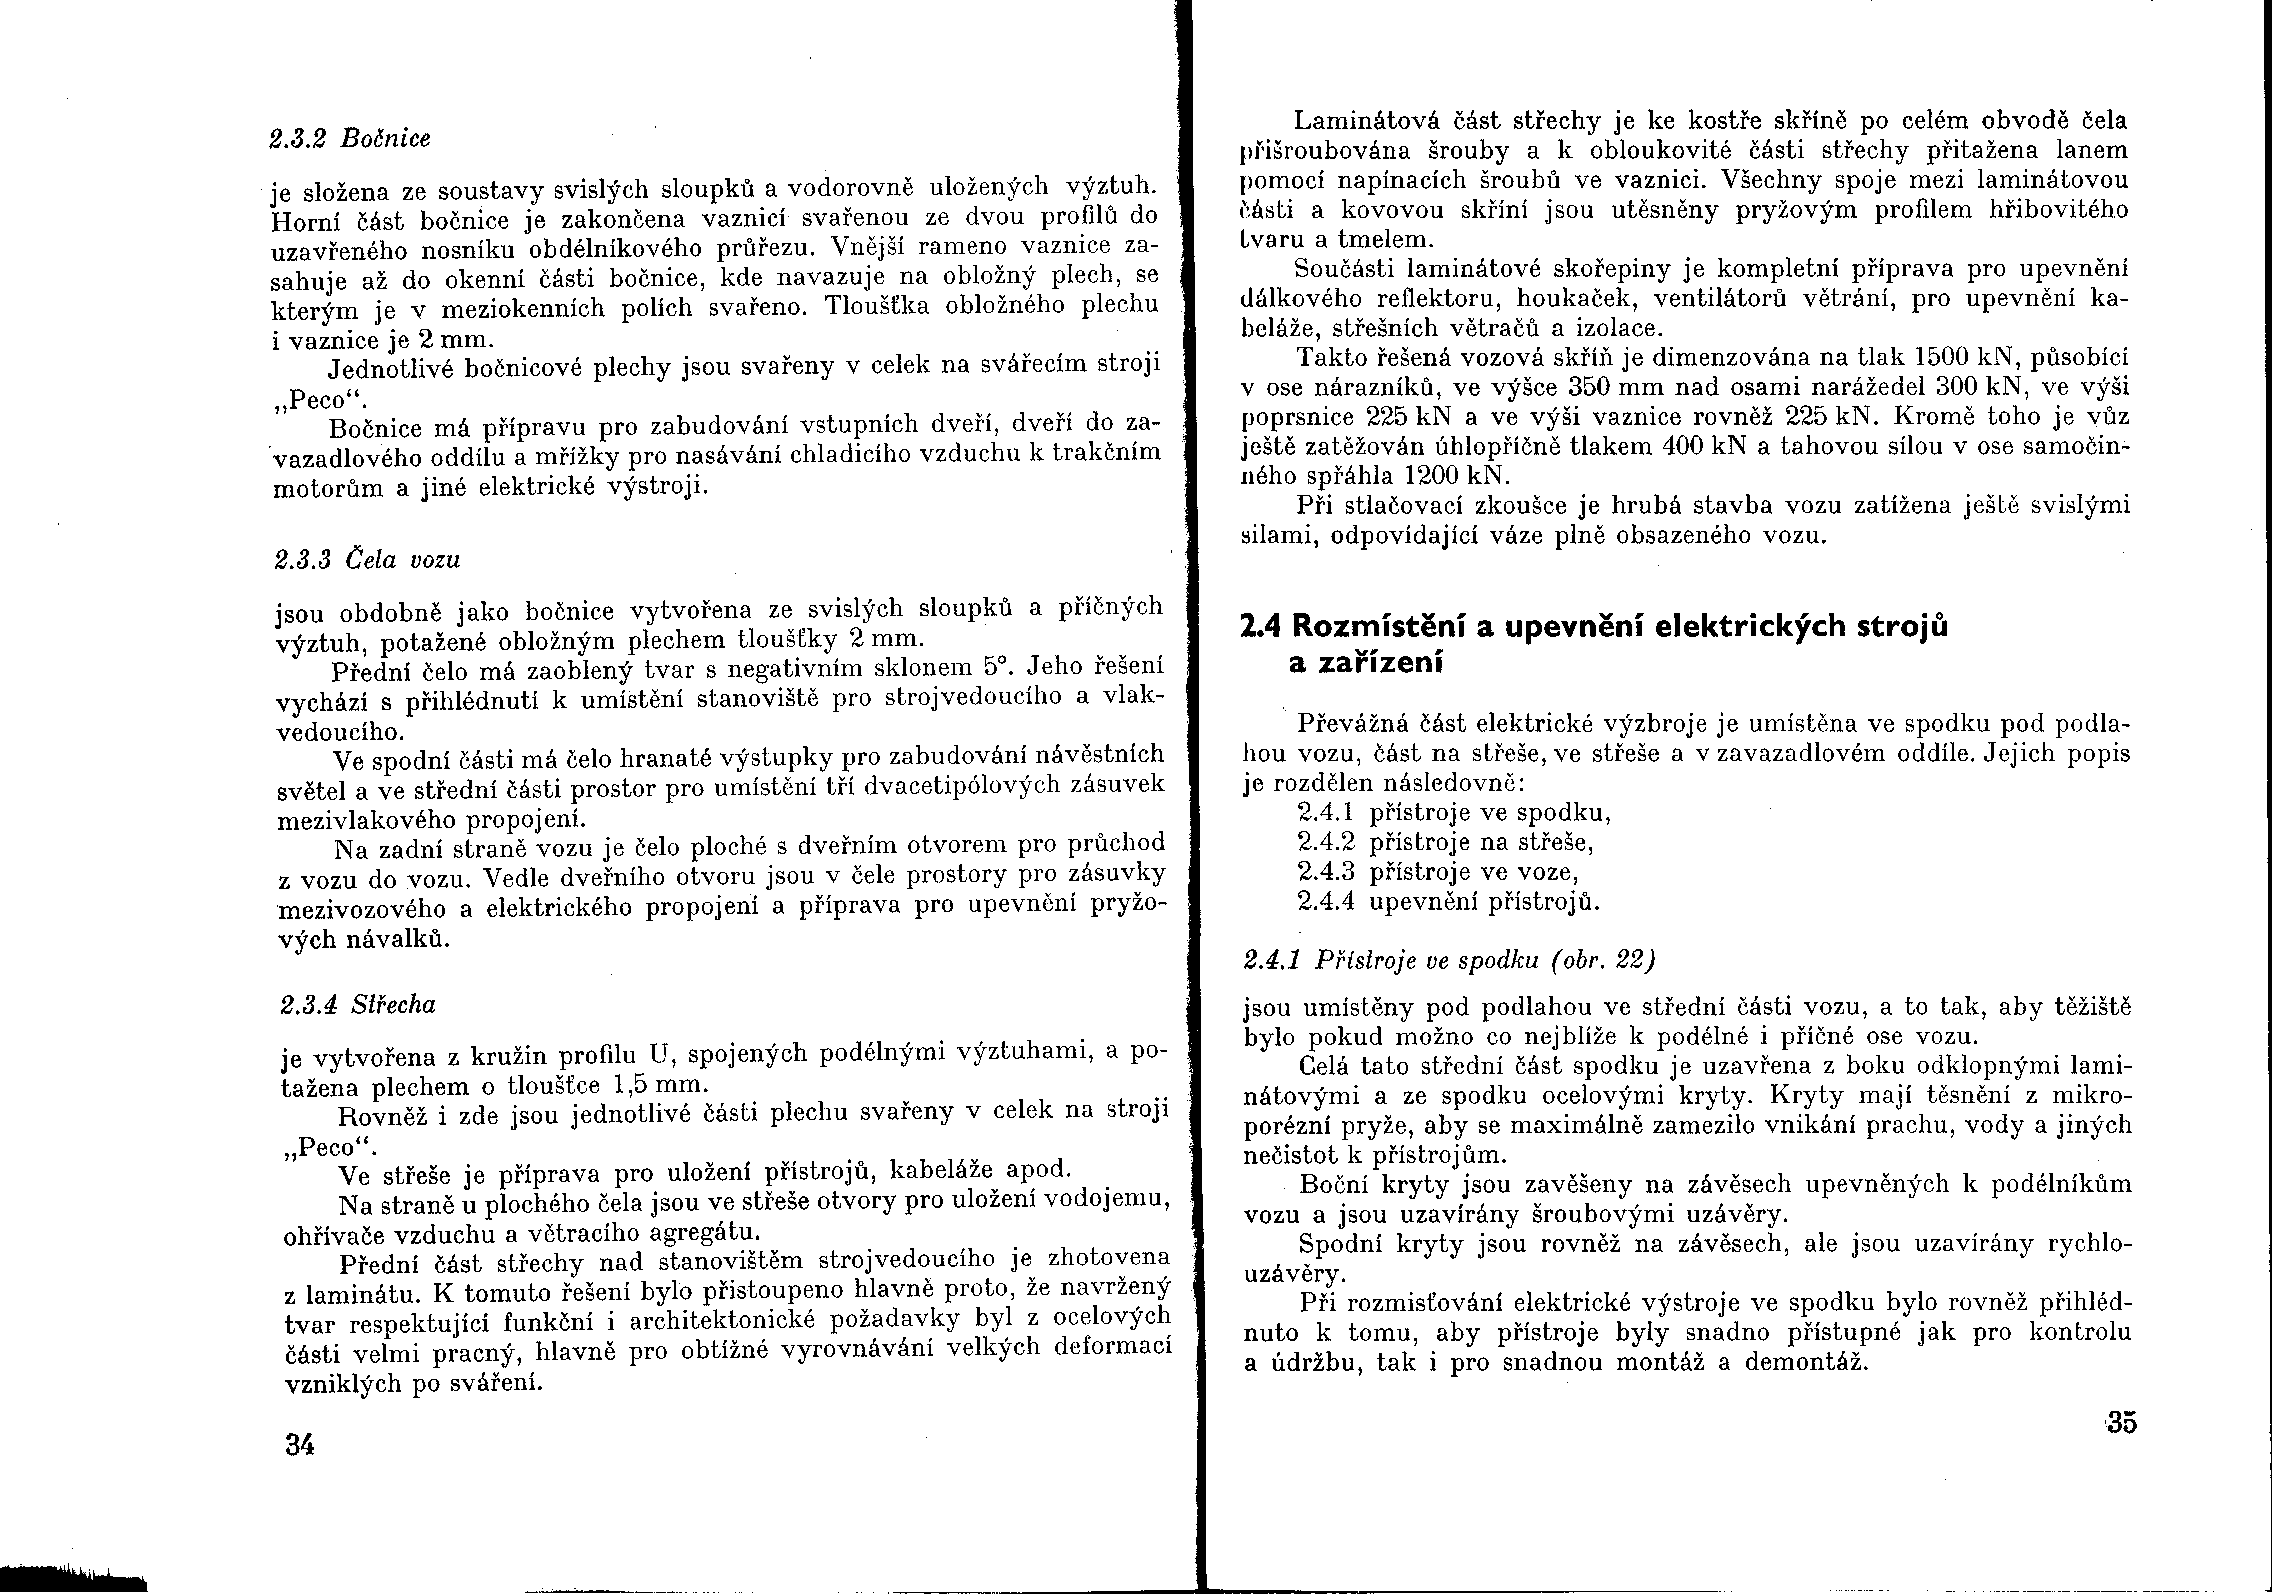 2.3.2 Bočnice
je složena ze soustavy svislých sloupků a vodorovně uložených výztuh.
Horní část bočnice je zakončena vaznicí svařenou ze dvou profilů do
uzavřeného nosníku obdélníkového průřezu. Vnější rameno vaznice za-
sahuje až do okenní části bočnice, kde navazuje na obložný plech, se
kterým je v meziokenních polích svařeno. Tloušťka obložného plechu
i vaznice je 2 mm.
Jednotlivé bočnicové plechy jsou svařeny v celek na svářecím stroji
„Peco“.
Bočnice má přípravu pro zabudování vstupních dveří, dveří do za-
vazadlového oddílu a mřížky pro nasávání chladicího vzduchu k trakčním
motorům a jiné elektrické výstroji.
2.3.3 Čela vozu
jsou obdobně jako bočnice vytvořena ze svislých sloupků a příčných
výztuh, potažené obložným plechem tloušťky 2 mm.
Přední čelo má zaoblený tvar s negativním sklonem 5°. Jeho řešení
vychází s přihlédnutí k umístění stanoviště pro strojvedoucího a vlak-
vedoucího.
Ve spodní části má čelo hranaté výstupky pro zabudování návěstních
světel a ve střední části prostor pro umístění tří dvacetipólových zásuvek
mezivlakového propojení.
Na zadní straně vozu je čelo ploché s dveřním otvorem pro průchod
z vozu do vozu. Vedle dveřního otvoru jsou v čele prostory pro zásuvky
mezivozového a elektrického propojení a příprava pro upevnění pryžo-
vých návalků.
2.3.4 Střecha
je vytvořena z kružin profilu U, spojených podélnými výztuhami, a po-
tažena plechem o tloušťce 1,5 mm.
Rovněž i zde jsou jednotlivé části plechu svařeny v celek na stroji
„Peco“.
Ve střeše je příprava pro uložení přístrojů, kabeláže apod.
Na straně u plochého čela jsou ve střeše otvory pro uložení vodojemu,
ohřívače vzduchu a větracího agregátu.
Přední část střechy nad stanovištěm strojvedoucího je zhotovena
z laminátu. K tomuto řešení bylo přistoupeno hlavně proto, že navržený
tvar respektující funkční i architektonické požadavky byl z ocelových
části velmi pracný, hlavně pro obtížné vyrovnávání velkých deformací
vzniklých po sváření.
34
Laminátová část střechy je ke kostře skříně po celém obvodě čela
přišroubována šrouby a k obloukovité části střechy přitažena lanem
pomocí napínacích šroubů ve vaznici. Všechny spoje mezi laminátovou
části a kovovou skříní jsou utěsněny pryžovým profilem hřibovitého
tvaru a tmelem.
Součásti laminátové skořepiny je kompletní příprava pro upevnění
dálkového reflektoru, houkaček, ventilátorů větrání, pro upevnění ka-
beláže, střešních větračů a izolace.
Takto řešená vozová skříň je dimenzována na tlak 1500 kN, působící
v ose nárazníků, ve výšce 350 mm nad osami narážedel 300 kN, ve výši
poprsnice 225 kN a ve výši vaznice rovněž 225 kN. Kromě toho je vůz
ještě zatěžován úhlopříčně tlakem 400 kN a tahovou sílou v ose samočin-
ného spřáhla 1200 kN.
Při stlačovací zkoušce je hrubá stavba vozu zatížena ještě svislými
silami, odpovídající váze plně obsazeného vozu.
2.4 Rozmístění a upevnění elektrických strojů
a zařízení
Převážná část elektrické výzbroje je umístěna ve spodku pod podla-
hou vozu, část na střeše, ve střeše a v zavazadlovém oddíle. Jejich popis
je rozdělen následovně:
2.4.1 přístroje ve spodku,
2.4.2 přístroje na střeše,
2.4.3 přístroje ve voze,
2.4.4 upevnění přístrojů.
2.4.1 Přístroje ve spodku (obr. 22)
jsou umístěny pod podlahou ve střední části vozu, a to tak, aby těžiště
bylo pokud možno co nejblíže k podélné i příčné ose vozu.
Celá tato střední část spodku je uzavřena z boku odklopnými lami-
nátovými a ze spodku ocelovými kryty. Kryty mají těsnění z mikro-
porézní pryže, aby se maximálně zamezilo vnikání prachu, vody a jiných
nečistot k přístrojům.
Boční kryty jsou zavěšeny na závěsech upevněných k podélníkům
vozu a jsou uzavírány šroubovými uzávěry.
Spodní kryty jsou rovněž na závěsech, ale jsou uzavírány rychlo-
uzávěry.
Při rozmisťování elektrické výstroje ve spodku bylo rovněž přihléd-
nuto k tomu, aby přístroje byly snadno přístupné jak pro kontrolu
a údržbu, tak i pro snadnou montáž a demontáž.
35